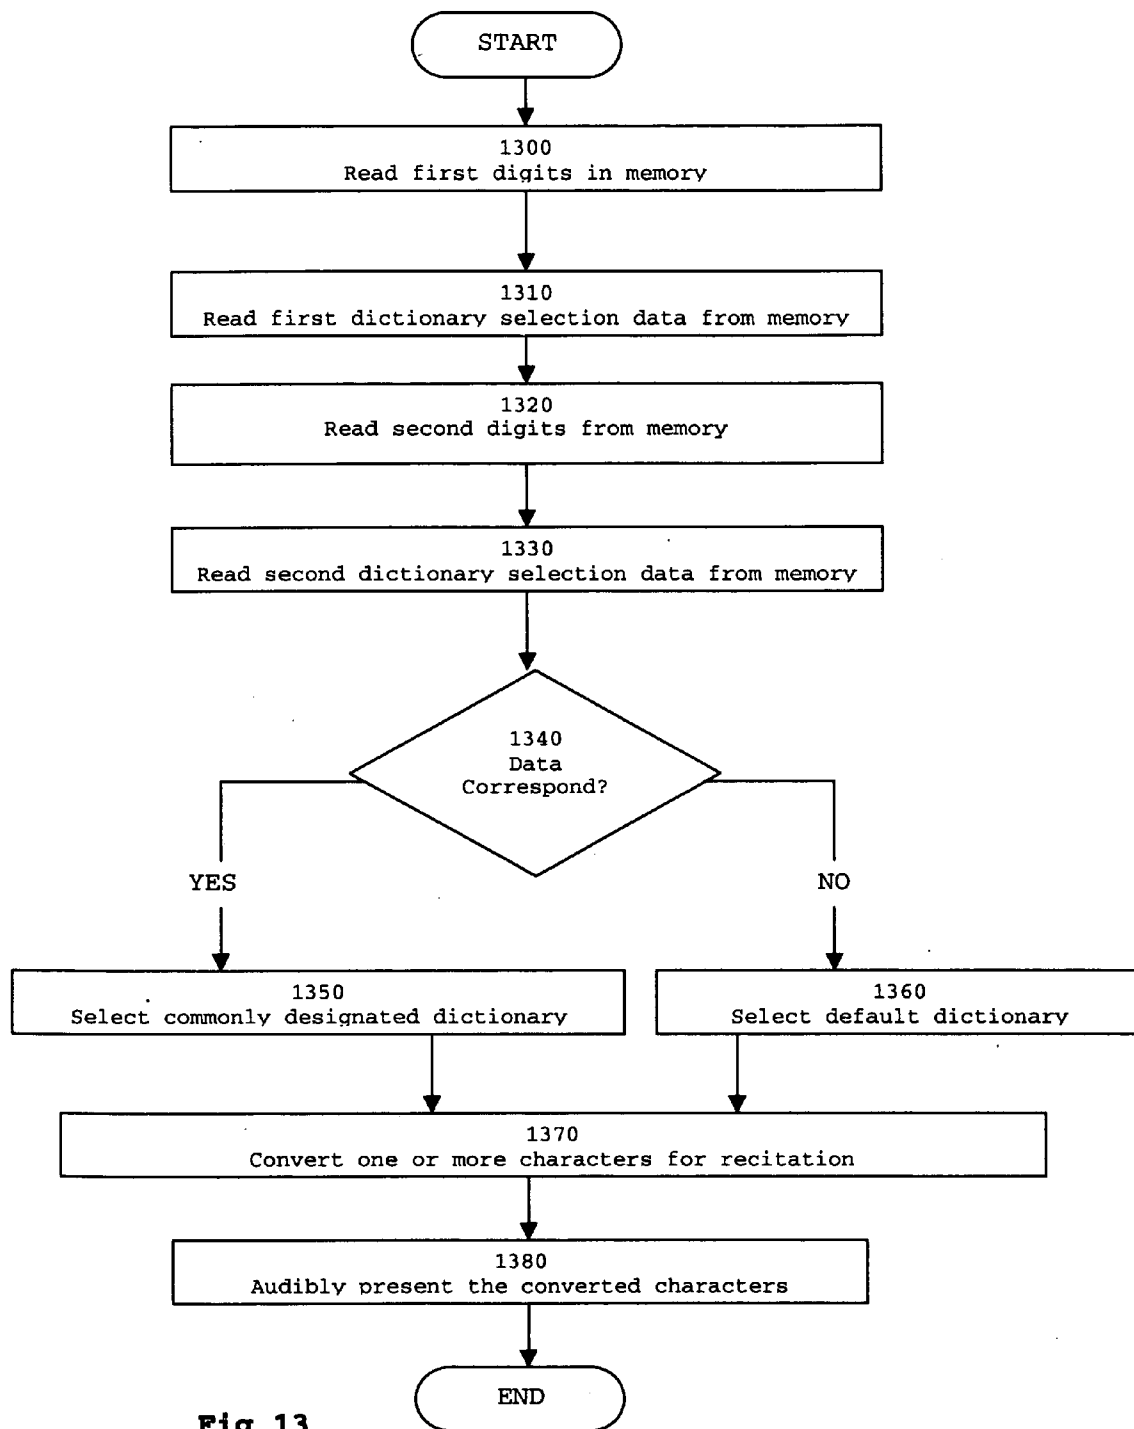 START
1300
Read first digits in memory
1310
Read first dictionary selection data from memory
1320
Read second digits from memory
1330
Read second dictionary selection data from memory
1340
Data
Correspond?
YES
NO
1350
Select commonly designated dictionary
1360
Select default dictionary
1370
Convert one or more characters for recitation
1380
Audibly present the converted characters
END
Fig 13